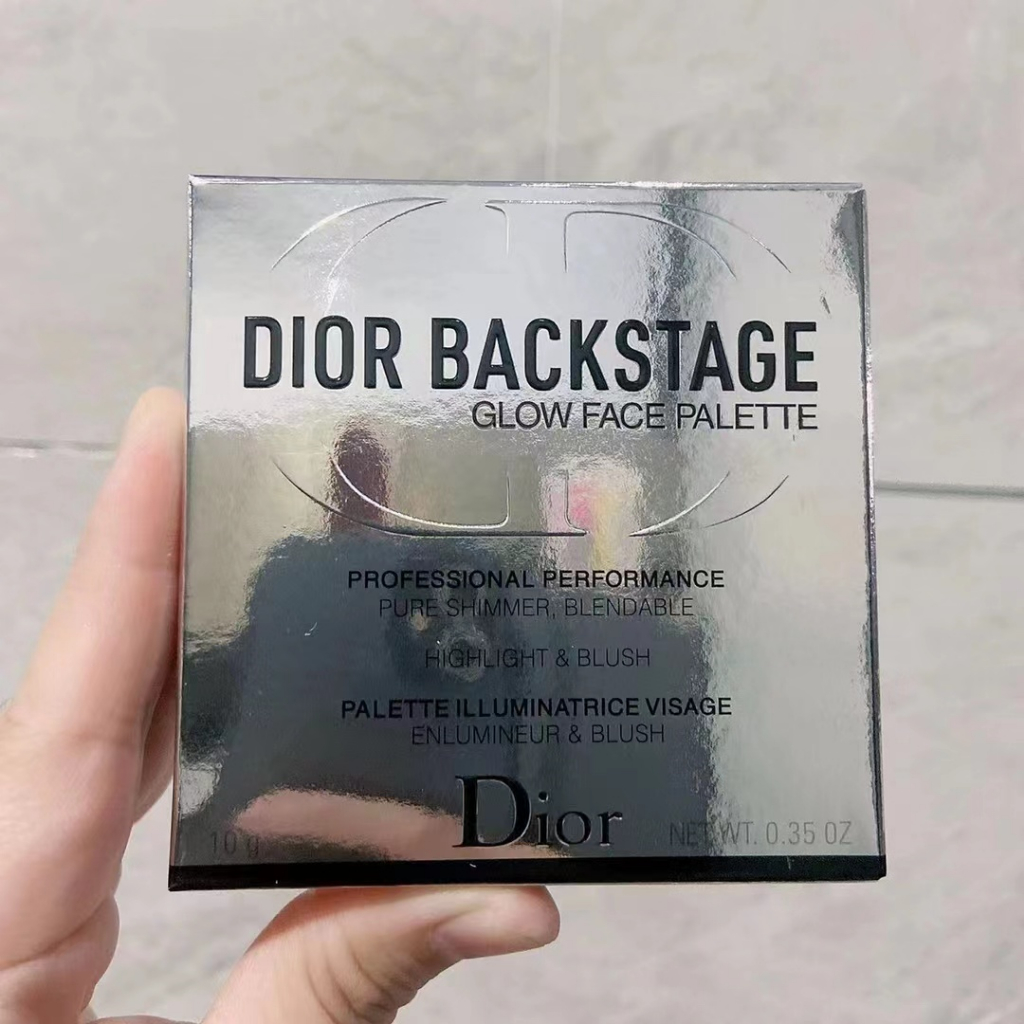 DIOR BACKSTAGE
GLOW FACE PALETTE
PROFESSIONAL PERFORMANCE
PURE SHIMMER, BLENDABLE
HIGHLIGHT & BLUSH
PALETTE ILLUMINATRICE VISAGE
ENLUMINEUR & BLUSH
Dior
10 g NET WT. 0.35 OZ